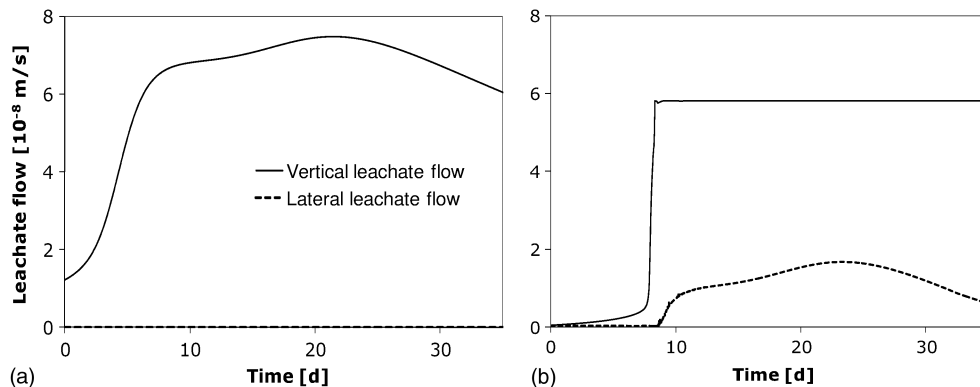 8
6
4
2
0
Leachate flow [10-8 m/s]
Vertical leachate flow
Lateral leachate flow
0 10 20 30
Time [d]
(a)
8
6
4
2
0
0 10 20 30
Time [d]
(b)